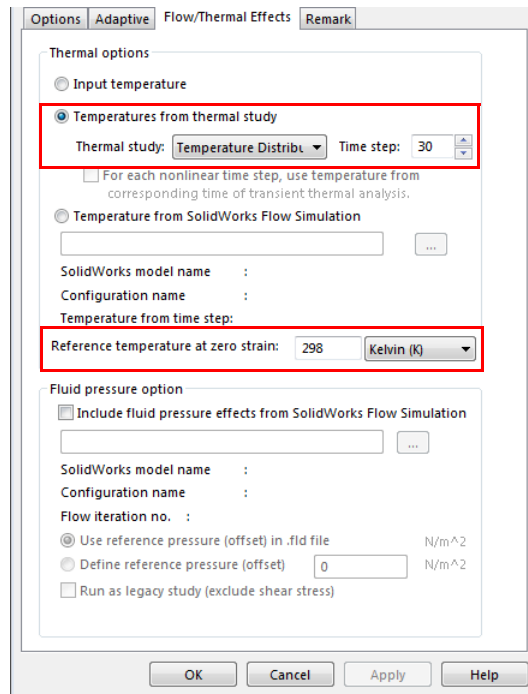 Options Adaptive Flow/Thermal Effects Remark
Thermal options
Input temperature
Temperatures from thermal study
Thermal study: Temperature Distribu Time step: 30
For each nonlinear time step, use temperature from
corresponding time of transient thermal analysis.
Temperature from SolidWorks Flow Simulation
...
SolidWorks model name :
Configuration name :
Temperature from time step:
Reference temperature at zero strain: 298 Kelvin (K)
Fluid pressure option
Include fluid pressure effects from SolidWorks Flow Simulation
...
SolidWorks model name :
Configuration name :
Flow iteration no. :
Use reference pressure (offset) in .fld file N/m^2
Define reference pressure (offset) 0 N/m^2
Run as legacy study (exclude shear stress)
OK Cancel Apply Help